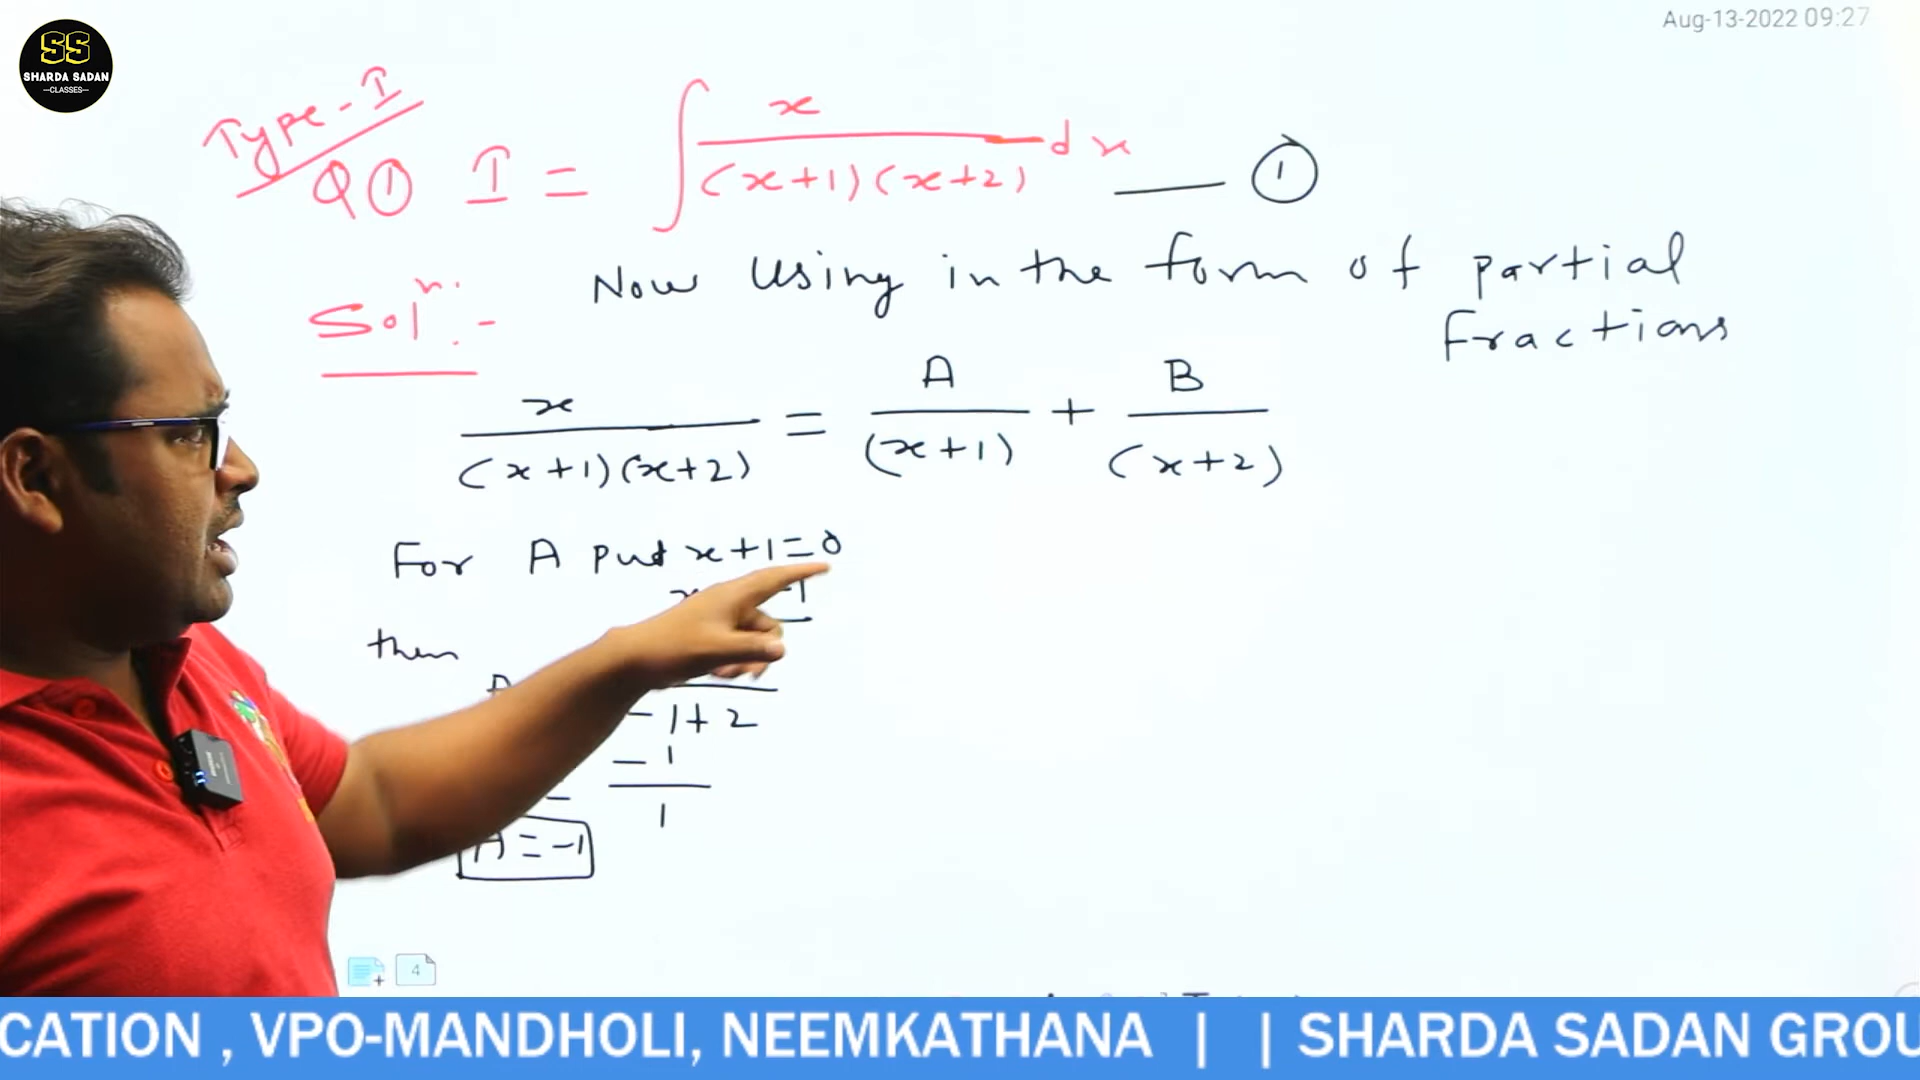 Aug-13-2022 09:27
SS
SHARDA SADAN
---CLASSES---
Type-I
Q① I = ∫ x / (x+1)(x+2) dx —— ①
Solⁿ. :-
Now using in the form of partial
fractions
x / (x+1)(x+2) = A / (x+1) + B / (x+2)
For A put x+1=0
x -1
then
A
-1+2
= -1 / 1
A = -1
4
CATION , VPO-MANDHOLI, NEEMKATHANA | | SHARDA SADAN GROU